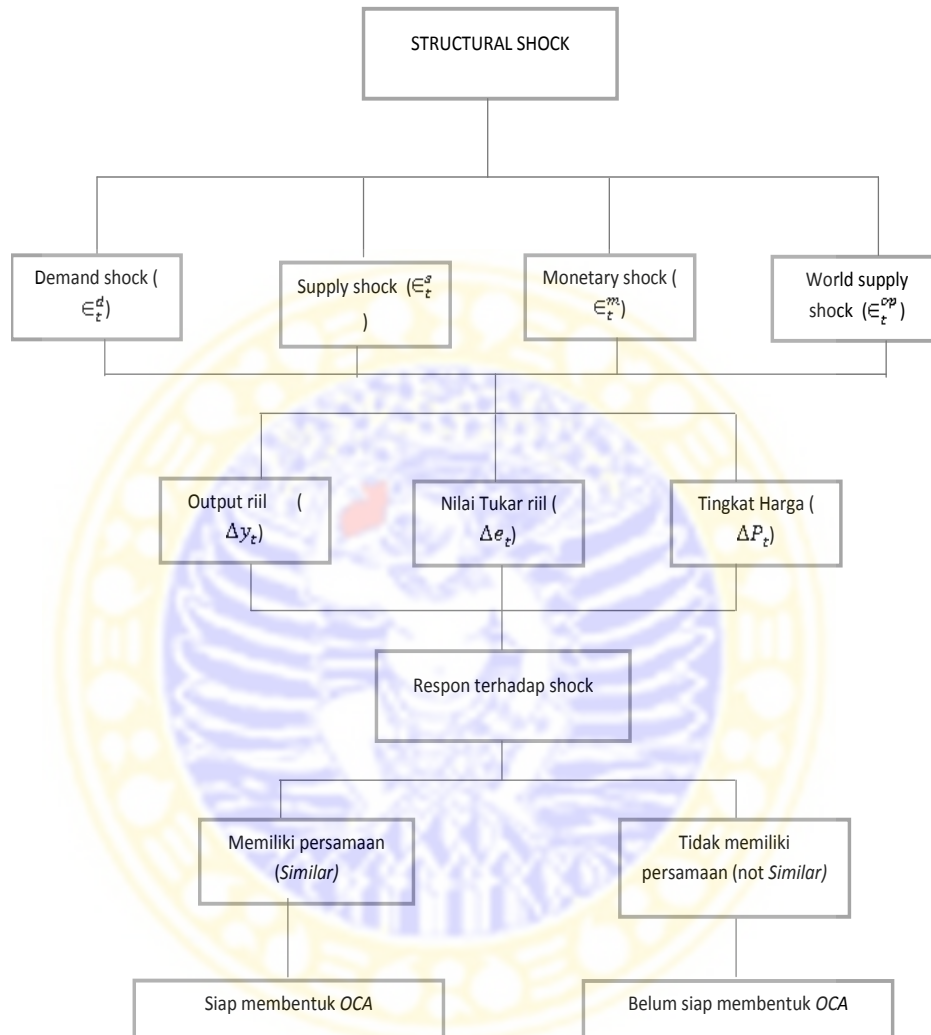 STRUCTURAL SHOCK
Demand shock (
∈ₜᵈ)
Supply shock (∈ₜˢ
)
Monetary shock (
∈ₜᵐ)
World supply
shock (∈ₜᵒᵖ)
Output riil (
Δyₜ)
Nilai Tukar riil (
Δeₜ)
Tingkat Harga (
ΔPₜ)
Respon terhadap shock
Memiliki persamaan
(Similar)
Tidak memiliki
persamaan (not Similar)
Siap membentuk OCA
Belum siap membentuk OCA